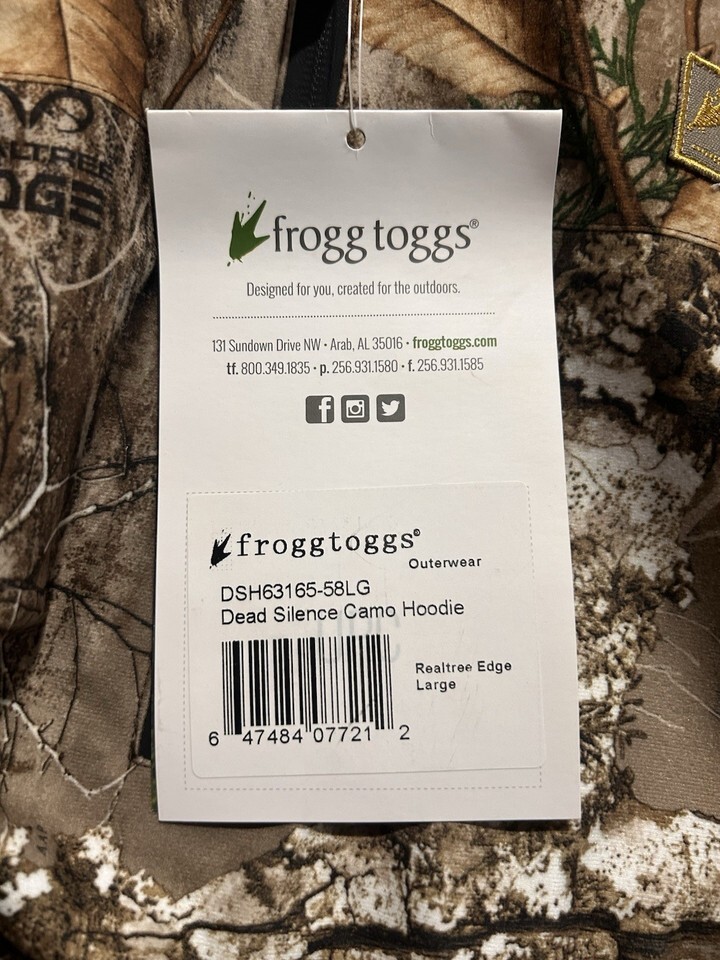 EDGE
frogg toggs®
Designed for you, created for the outdoors.
131 Sundown Drive NW • Arab, AL 35016 • froggtoggs.com
tf. 800.349.1835 • p. 256.931.1580 • f. 256.931.1585
froggtoggs®
Outerwear
DSH63165-58LG
Dead Silence Camo Hoodie
UPC
Realtree Edge
Large
6 47484 07721 2